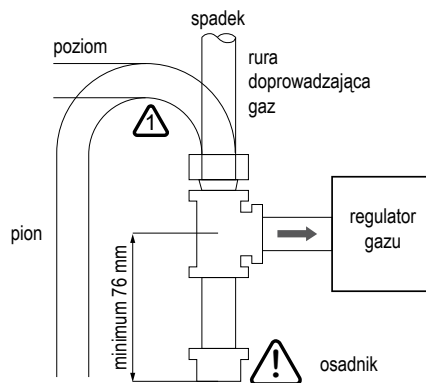 spadek
poziom
rura
doprowadzająca
gaz
1
pion
regulator
gazu
minimum 76 mm
!
osadnik